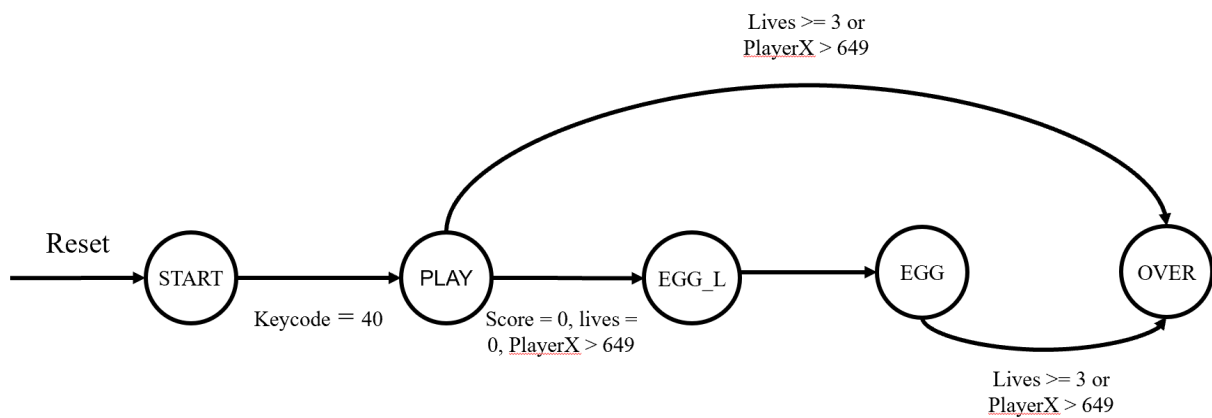 Lives >= 3 or
PlayerX > 649
Reset
START
PLAY
EGG_L
EGG
OVER
Keycode = 40
Score = 0, lives =
0, PlayerX > 649
Lives >= 3 or
PlayerX > 649